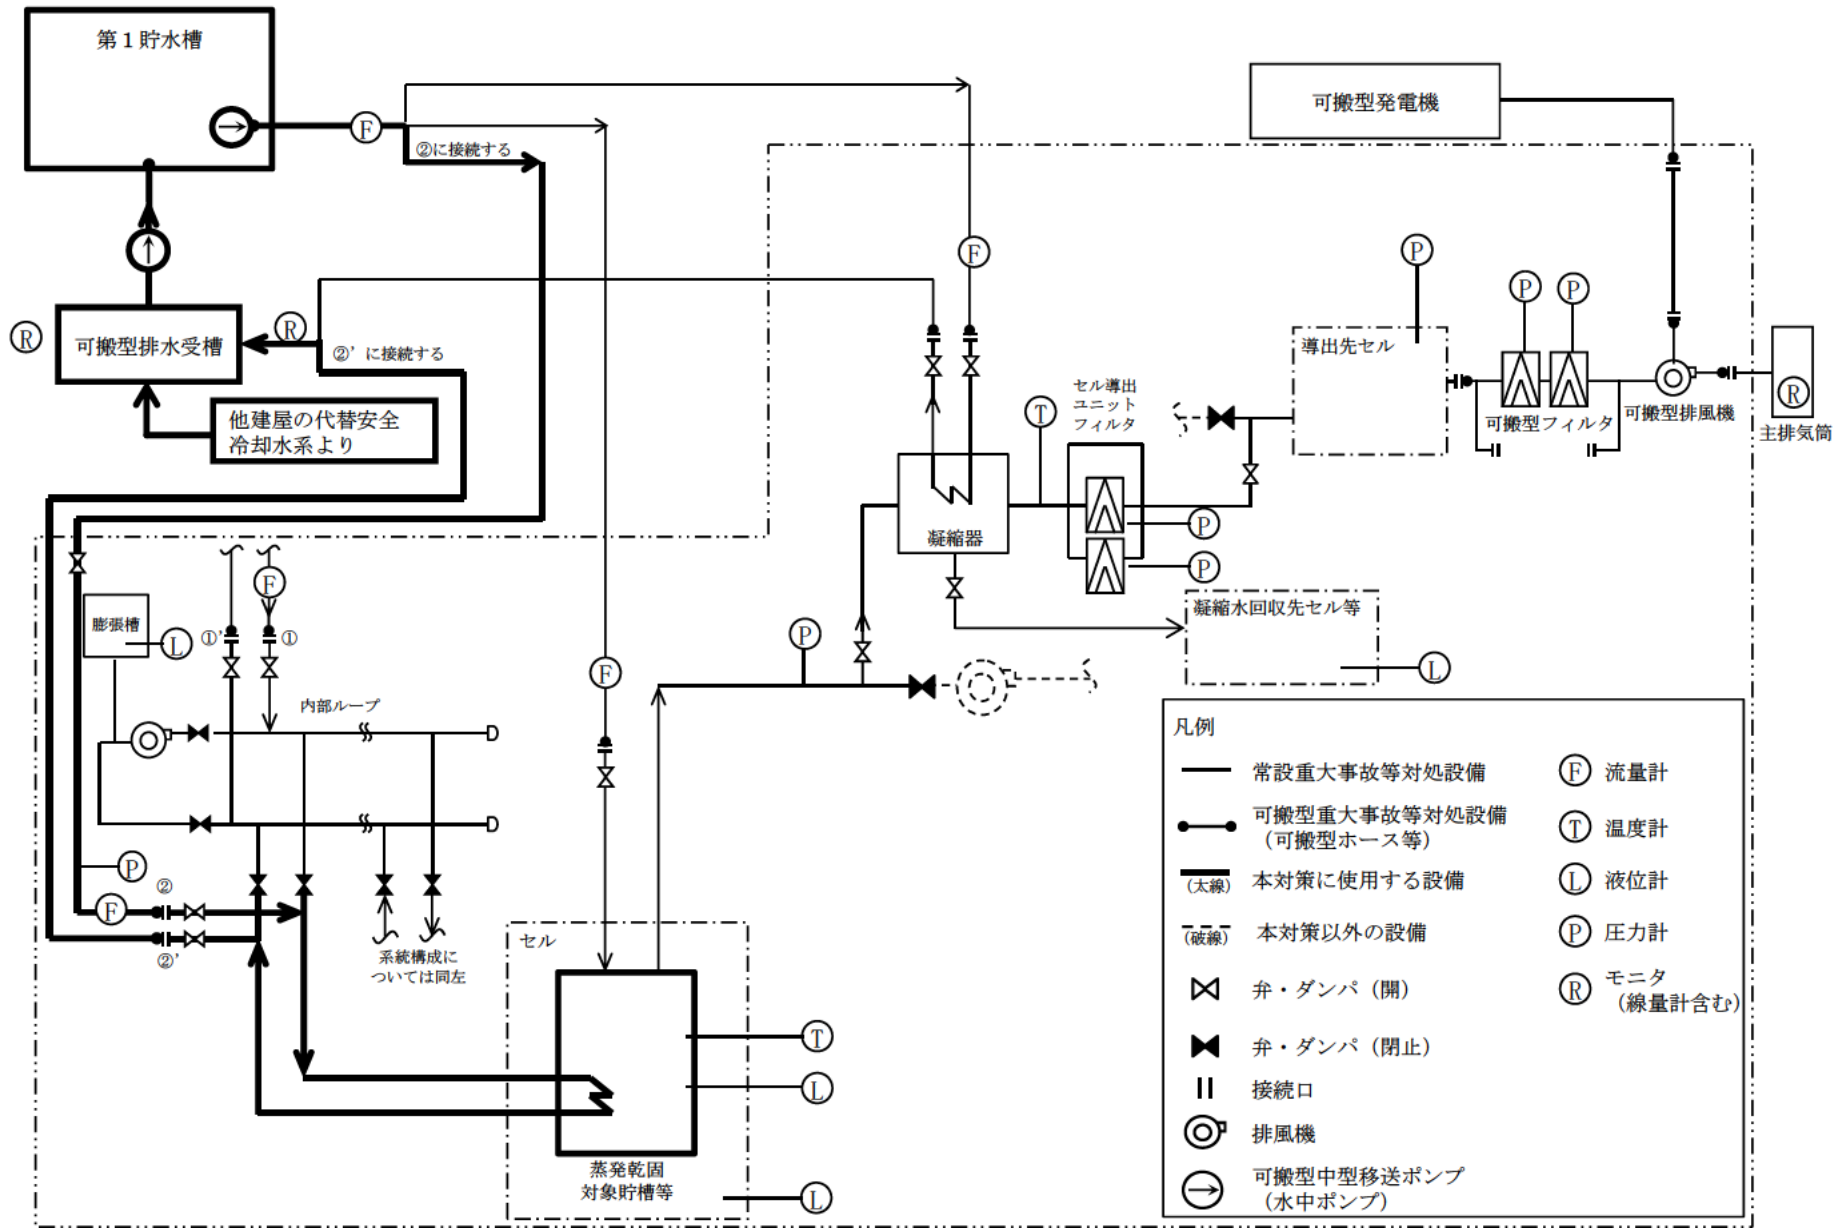 第１貯水槽
F
②に接続する
可搬型発電機
F
P
P
P
R
可搬型排水受槽
R
②’に接続する
導出先セル
可搬型フィルタ
可搬型排風機
R
主排気筒
他建屋の代替安全
冷却水系より
T
セル導出
ユニット
フィルタ
凝縮器
P
P
凝縮水回収先セル等
L
F
膨張槽
L
①’
①
内部ループ
F
P
P
F
②
②’
系統構成に
ついては同左
セル
T
L
蒸発乾固
対象貯槽等
L
凡例
常設重大事故等対処設備
可搬型重大事故等対処設備
（可搬型ホース等）
（太線）
本対策に使用する設備
（破線）
本対策以外の設備
弁・ダンパ（開）
弁・ダンパ（閉止）
接続口
排風機
可搬型中型移送ポンプ
（水中ポンプ）
F 流量計
T 温度計
L 液位計
P 圧力計
R モニタ
（線量計含む）